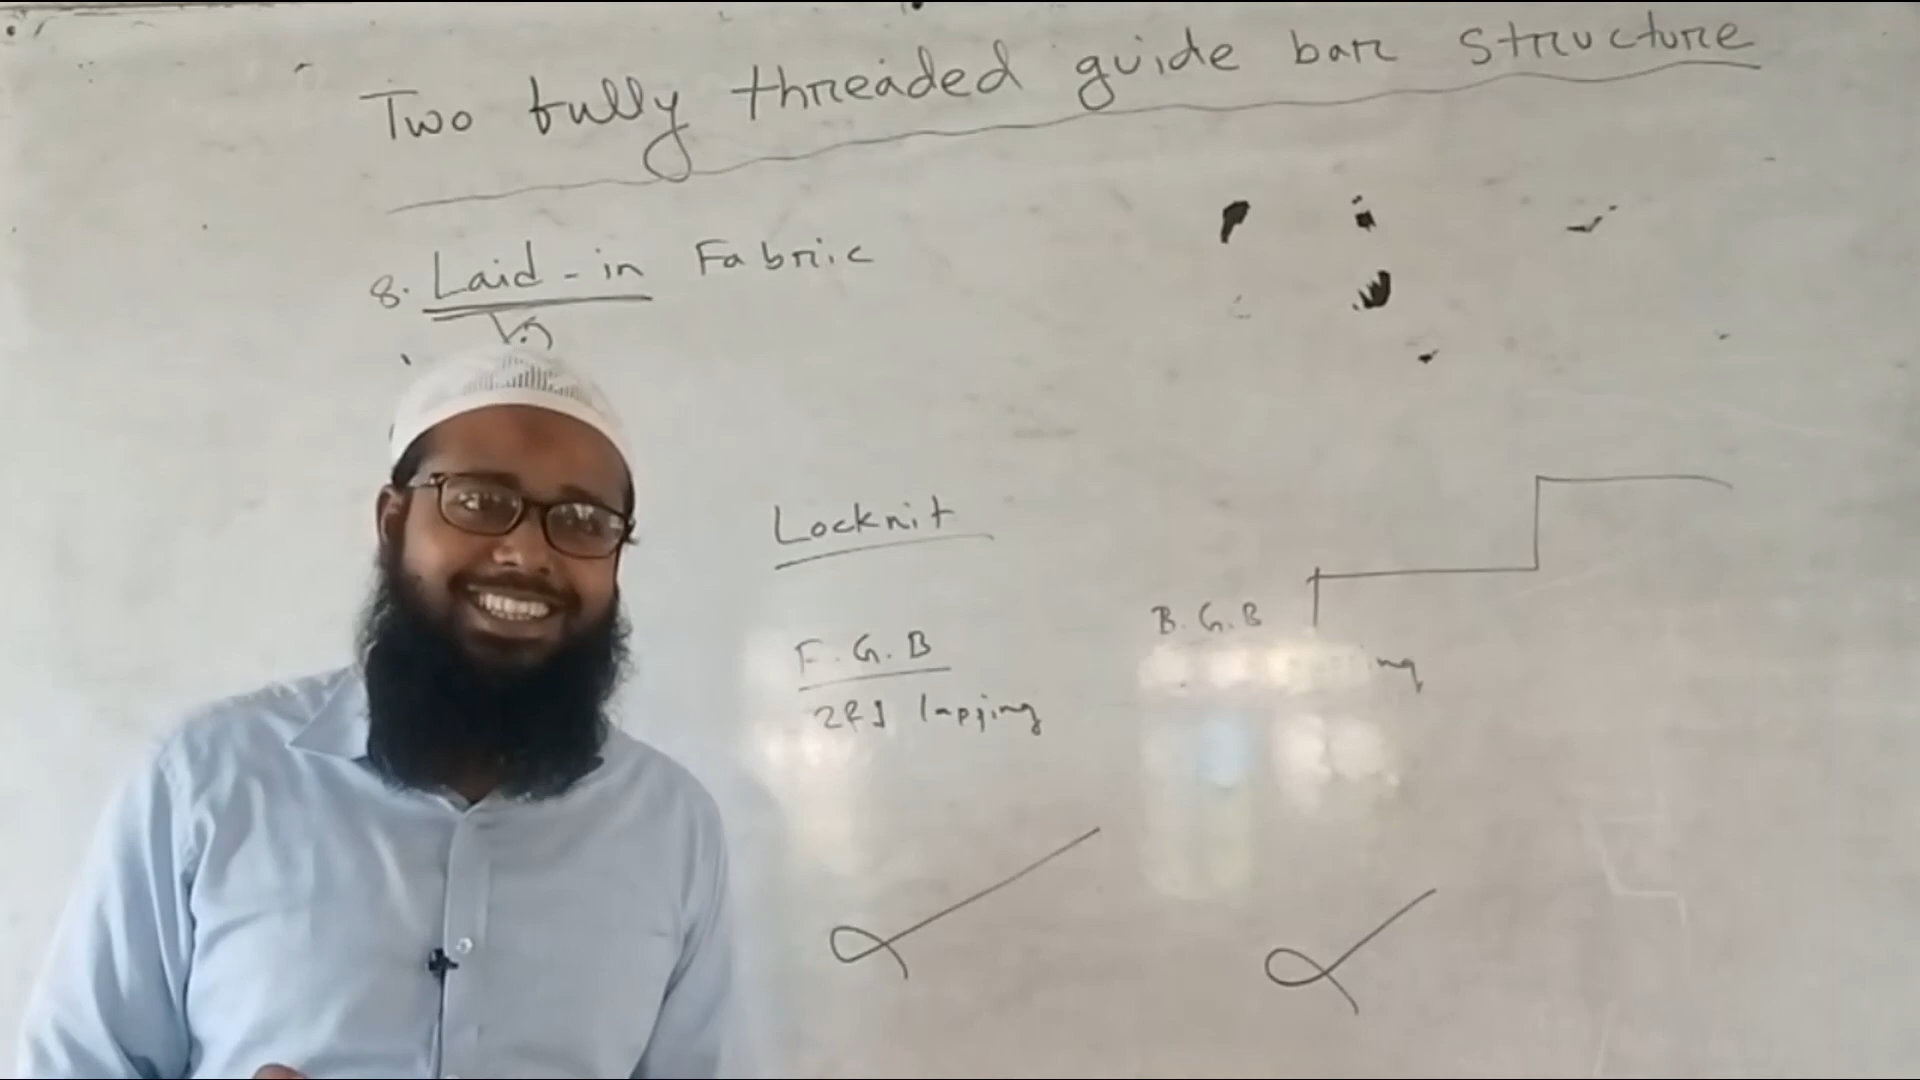 Two fully threaded guide bar structure
8. Laid-in Fabric
Locknit
F.G.B
2&1 lapping
B.G.B